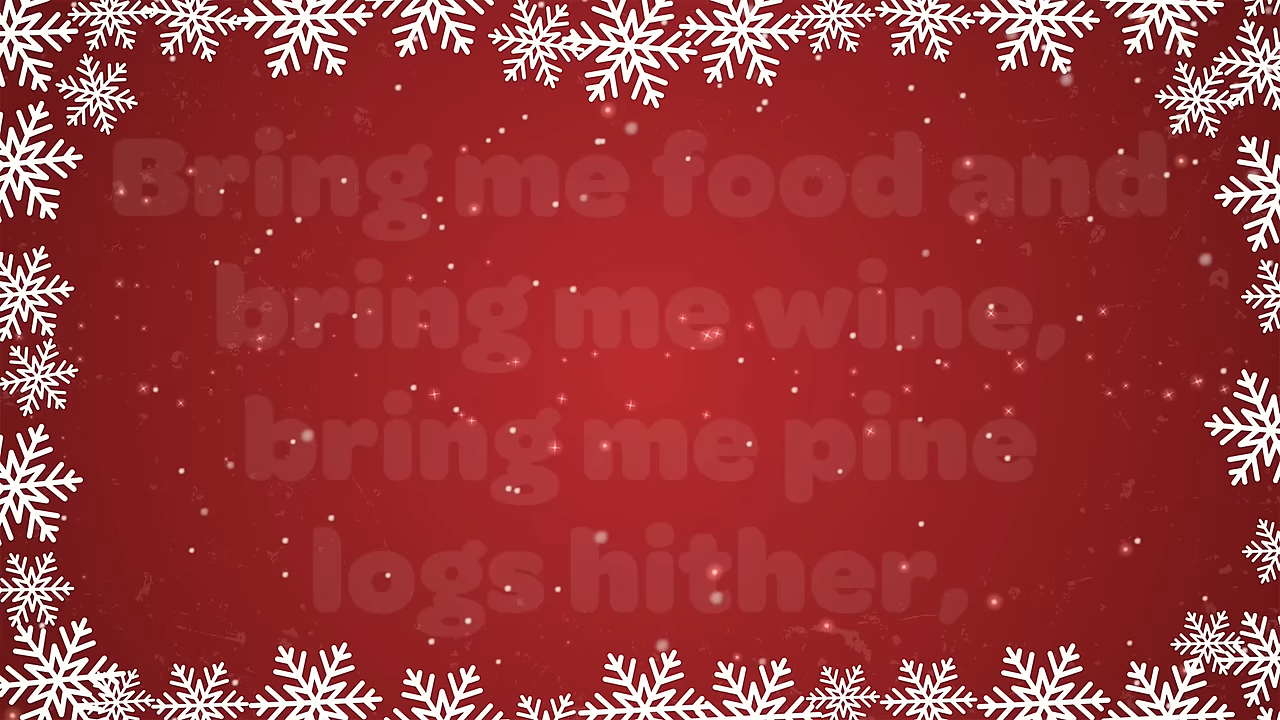 Bring me food and
bring me wine,
bring me pine
logs hither,